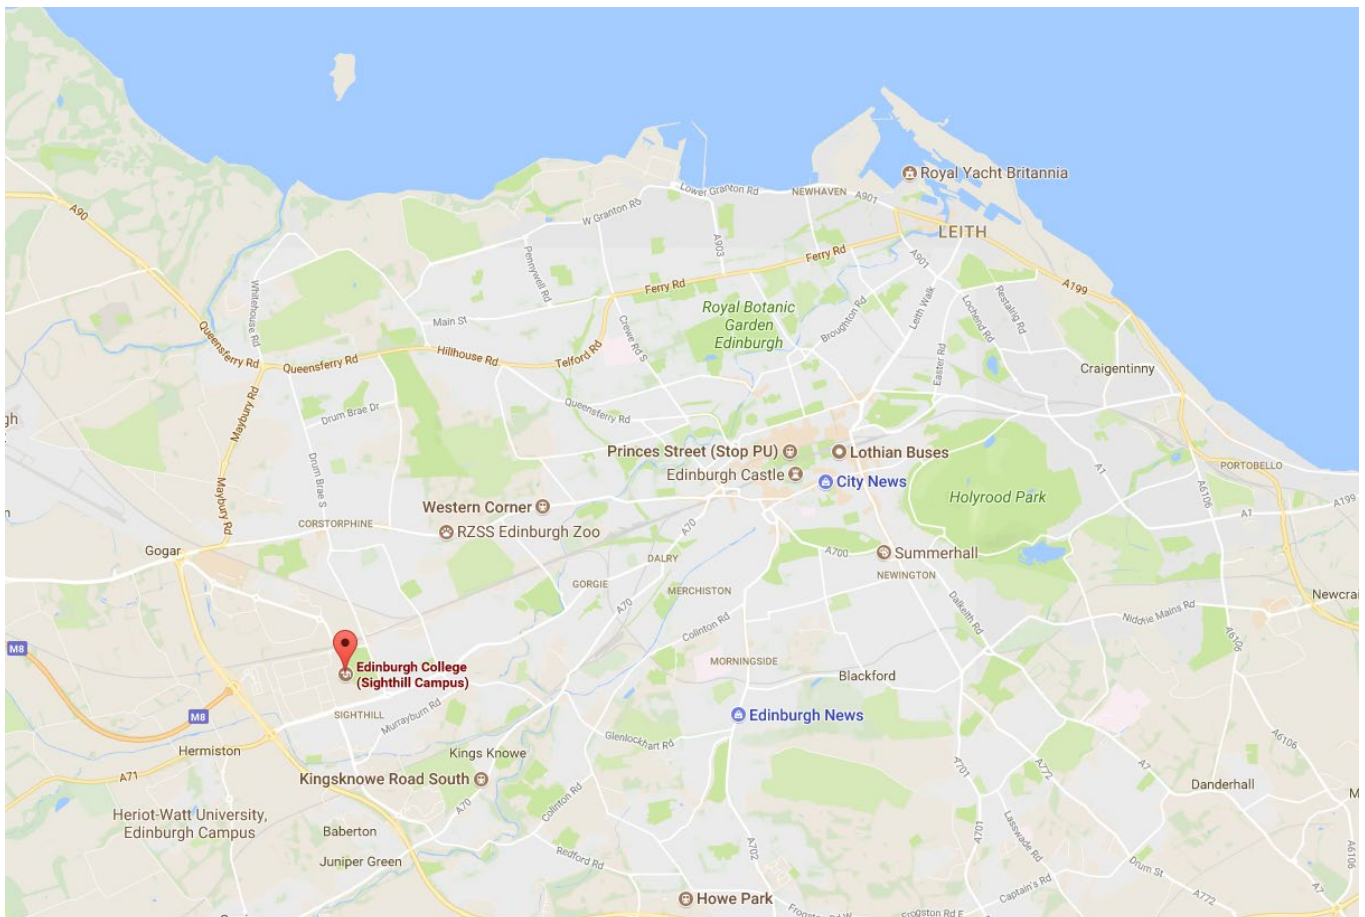 Royal Yacht Britannia
Lower Granton Rd
NEWHAVEN
A901
W Granton Rd
A90
LEITH
A903
Ferry Rd
Pennywell Rd
A901
Ferry Rd
A199
Whitehouse Rd
Royal Botanic
Garden
Edinburgh
Broughton Rd
Leith Walk
Lochend Rd
Restalrig Rd
Main St
Crewe Rd S
Queensferry Rd
Queensferry Rd
Hillhouse Rd
Telford Rd
Easter Rd
Craigentinny
Maybury Rd
Drum Brae Dr
Queensferry Rd
gh
Princes Street (Stop PU)
Lothian Buses
Edinburgh Castle
City News
A1
PORTOBELLO
Drum Brae S
Holyrood Park
A6106
Maybury Rd
Western Corner
A199
A1
CORSTORPHINE
RZSS Edinburgh Zoo
A70
Gogar
DALRY
A700
Summerhall
GORGIE
MERCHISTON
NEWINGTON
Newcrai
A70
Dalkeith Rd
Niddrie Mains Rd
Colinton Rd
A6106
M8
Edinburgh College
(Sighthill Campus)
MORNINGSIDE
Blackford
M8
SIGHTHILL
Murrayburn Rd
Edinburgh News
Glenlockhart Rd
Hermiston
Kings Knowe
A6106
A71
Kingsknowe Road South
A701
A772
A7
Danderhall
M
Heriot-Watt University,
Edinburgh Campus
A70
Colinton Rd
Baberton
A701
Lasswade Rd
Juniper Green
Redford Rd
A702
Drum St
A6106
Howe Park
Captain's Rd
A772
Frogston Rd W
Frogston Rd E